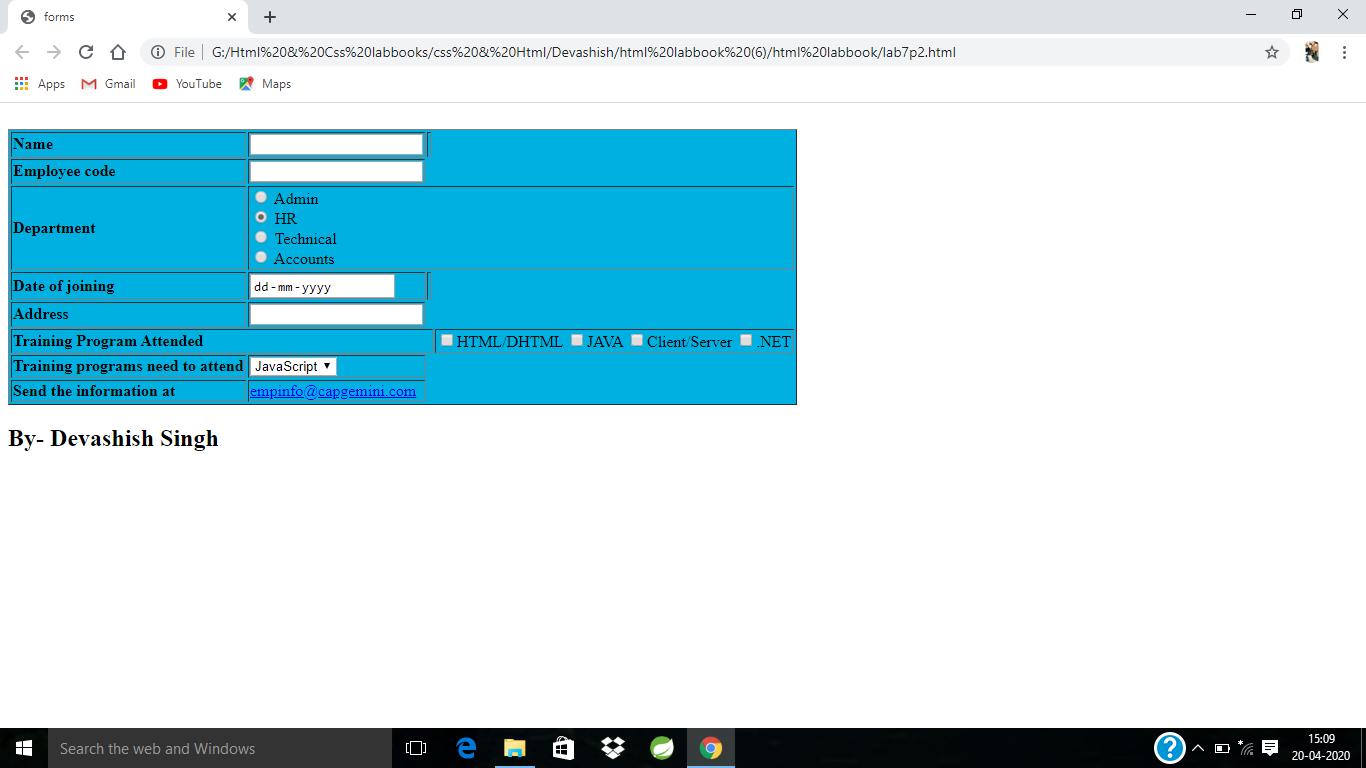 forms
File | G:/Html%20&%20Css%20labbooks/css%20&%20Html/Devashish/html%20labbook%20(6)/html%20labbook/lab7p2.html
Apps Gmail YouTube Maps
Name
Employee code
Department
Admin
HR
Technical
Accounts
Date of joining dd-mm-yyyy
Address
Training Program Attended HTML/DHTML JAVA Client/Server .NET
Training programs need to attend JavaScript
Send the information at empinfo@capgemini.com
By- Devashish Singh
Search the web and Windows
15:09
20-04-2020